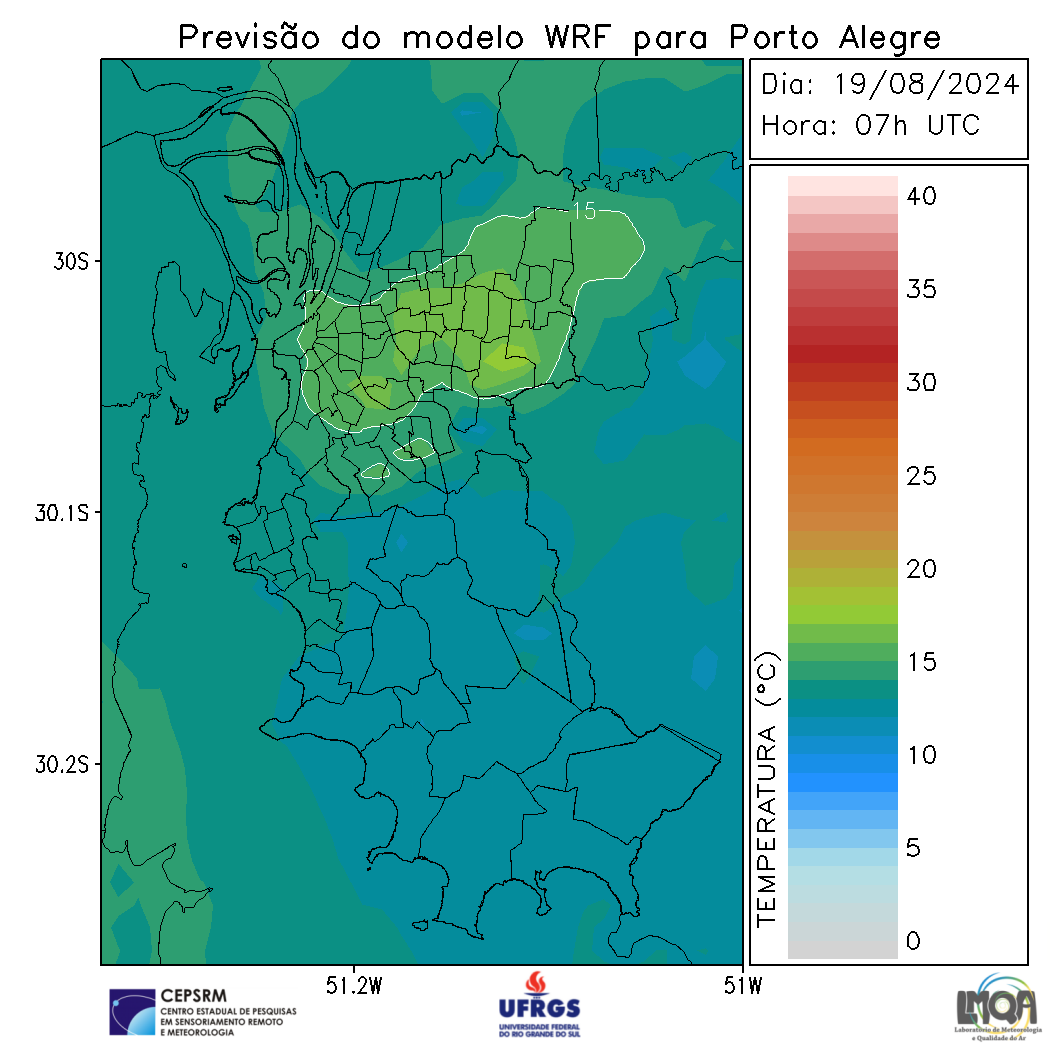 Previsão do modelo WRF para Porto Alegre
Dia: 19/08/2024
Hora: 07h UTC
15
30S
30.1S
30.2S
51.2W
51W
TEMPERATURA (°C)
40
35
30
25
20
15
10
5
0
CEPSRM
CENTRO ESTADUAL DE PESQUISAS
EM SENSORIAMENTO REMOTO
E METEOROLOGIA
UFRGS
UNIVERSIDADE FEDERAL
DO RIO GRANDE DO SUL
LMQA
Laboratório de Meteorologia
e Qualidade do Ar